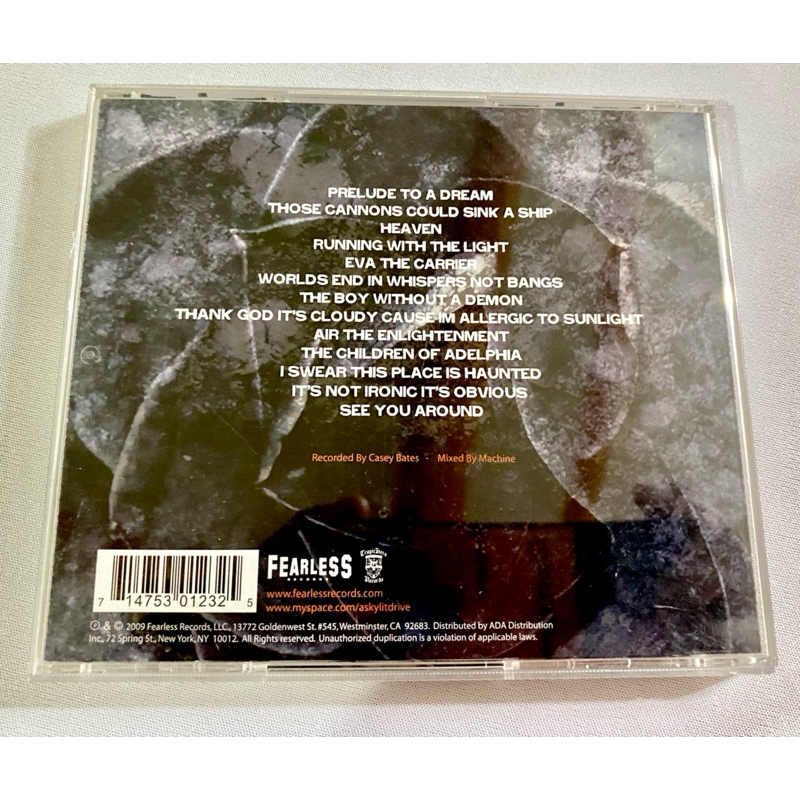 PRELUDE TO A DREAM
THOSE CANNONS COULD SINK A SHIP
HEAVEN
RUNNING WITH THE LIGHT
EVA THE CARRIER
WORLDS END IN WHISPERS NOT BANGS
THE BOY WITHOUT A DEMON
THANK GOD IT'S CLOUDY CAUSE IM ALLERGIC TO SUNLIGHT
AIR THE ENLIGHTENMENT
THE CHILDREN OF ADELPHIA
I SWEAR THIS PLACE IS HAUNTED
IT'S NOT IRONIC IT'S OBVIOUS
SEE YOU AROUND
Recorded By Casey Bates - Mixed By Machine
7 14753 01232 5
FEARLESS
RECORDS
Records
www.fearlessrecords.com
www.myspace.com/askylitdrive
℗ & © 2009 Fearless Records, LLC., 13772 Goldenwest St. #545, Westminster, CA 92683. Distributed by ADA Distribution
Inc., 72 Spring St., New York, NY 10012. All Rights reserved. Unauthorized duplication is a violation of applicable laws.